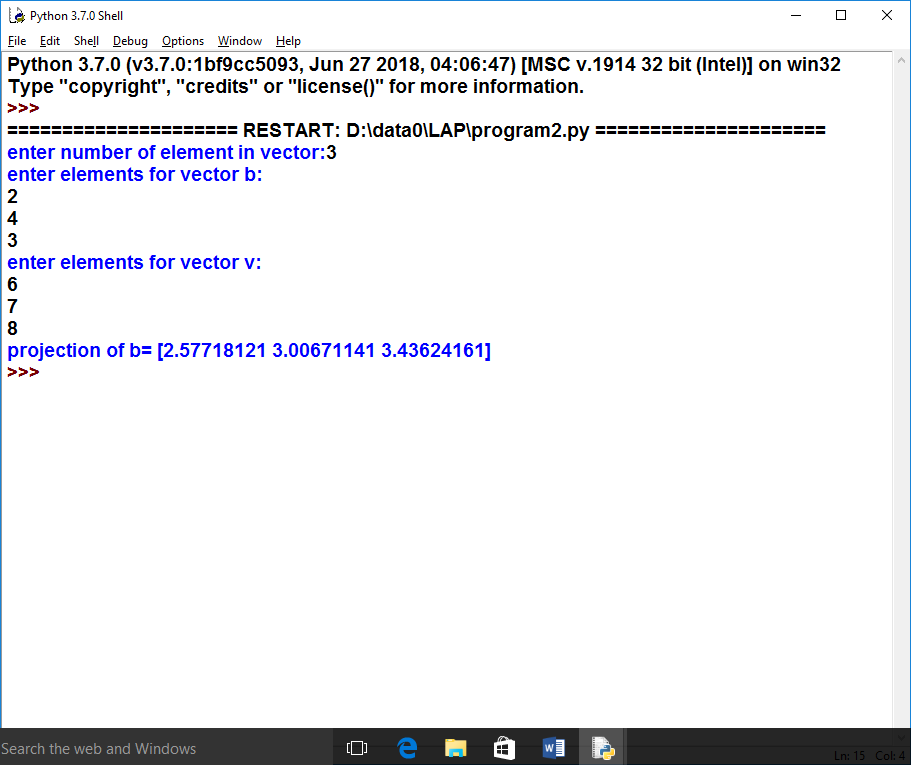 Python 3.7.0 Shell
File Edit Shell Debug Options Window Help
Python 3.7.0 (v3.7.0:1bf9cc5093, Jun 27 2018, 04:06:47) [MSC v.1914 32 bit (Intel)] on win32
Type "copyright", "credits" or "license()" for more information.
>>>
===================== RESTART: D:\data0\LAP\program2.py =====================
enter number of element in vector:3
enter elements for vector b:
2
4
3
enter elements for vector v:
6
7
8
projection of b= [2.57718121 3.00671141 3.43624161]
>>>
Search the web and Windows
Ln: 15 Col: 4